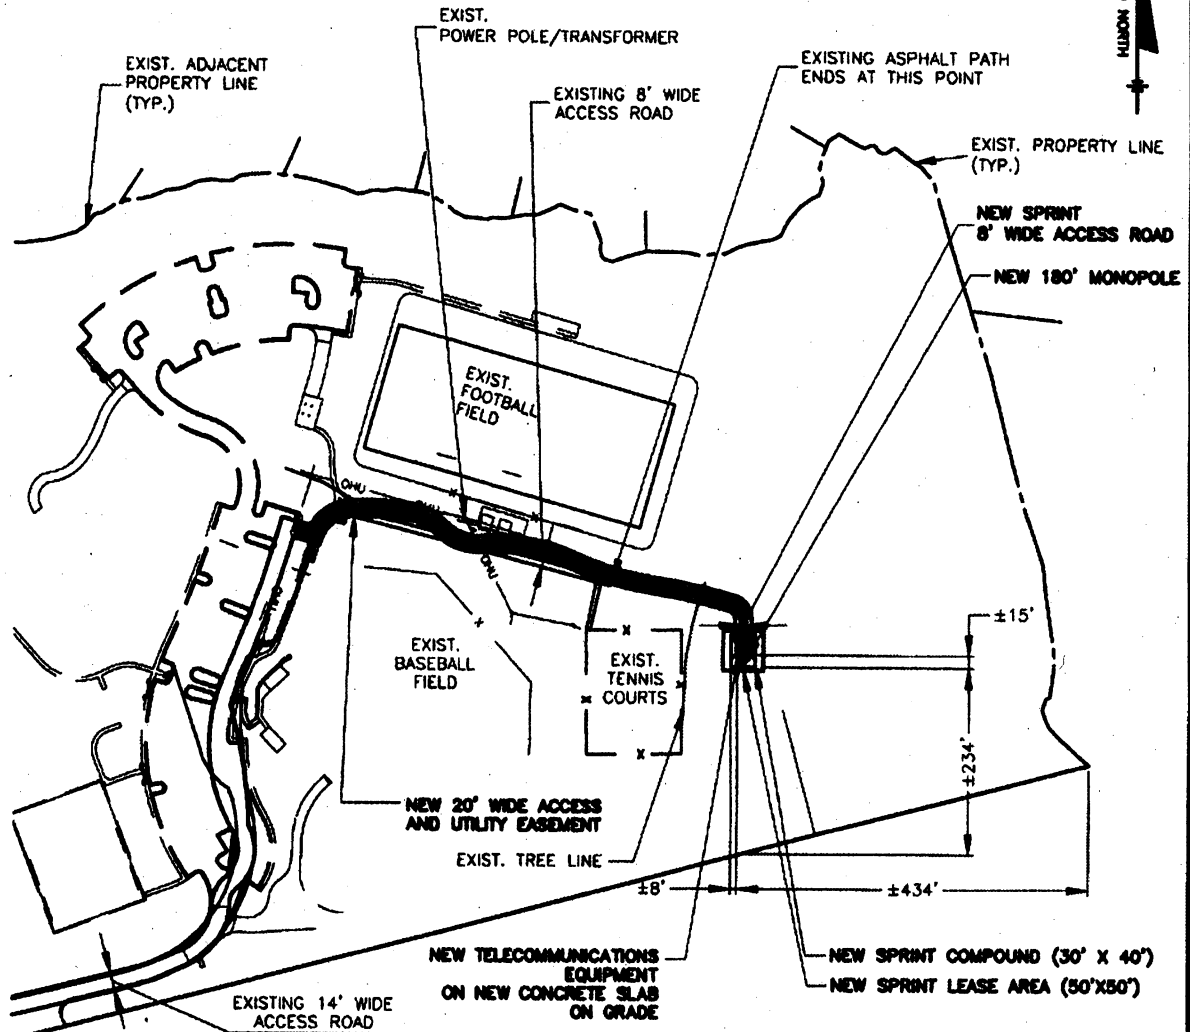 EXIST.
POWER POLE/TRANSFORMER
NORTH
EXIST. ADJACENT
PROPERTY LINE
(TYP.)
EXISTING ASPHALT PATH
ENDS AT THIS POINT
EXISTING 8' WIDE
ACCESS ROAD
EXIST. PROPERTY LINE
(TYP.)
NEW SPRINT
8' WIDE ACCESS ROAD
NEW 180' MONOPOLE
EXIST.
FOOTBALL
FIELD
OHU
OHU
OHU
±15'
EXIST.
BASEBALL
FIELD
EXIST.
TENNIS
COURTS
±234'
NEW 20' WIDE ACCESS
AND UTILITY EASEMENT
EXIST. TREE LINE
±8'
±434'
NEW TELECOMMUNICATIONS
EQUIPMENT
ON NEW CONCRETE SLAB
ON GRADE
NEW SPRINT COMPOUND (30' X 40')
NEW SPRINT LEASE AREA (50'X50')
EXISTING 14' WIDE
ACCESS ROAD